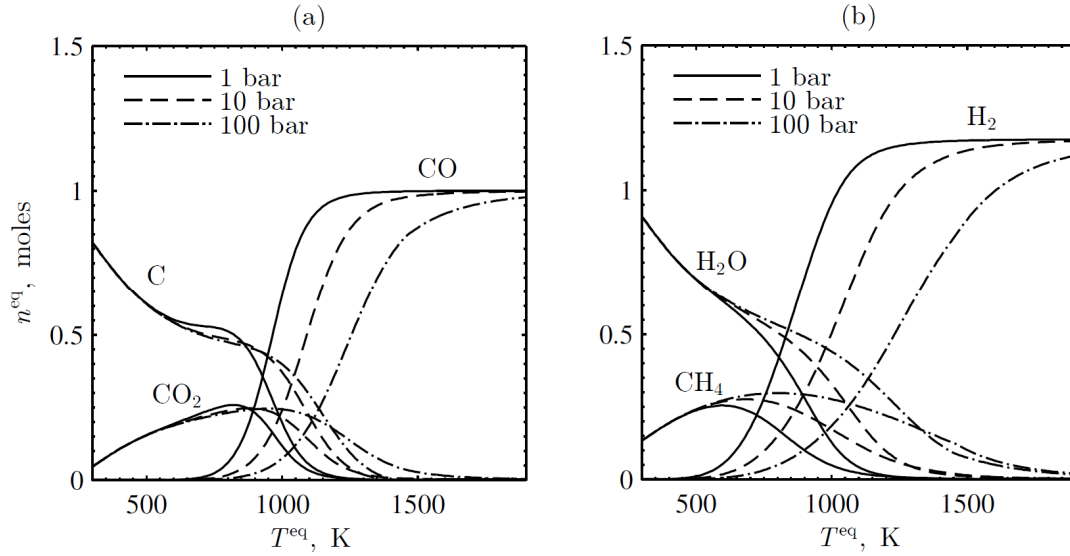 (a)
1.5
1
0.5
0
500
1000
1500
n^eq, moles
T^eq, K
1 bar
10 bar
100 bar
CO
C
CO₂
(b)
1.5
1
0.5
0
500
1000
1500
T^eq, K
1 bar
10 bar
100 bar
H₂
H₂O
CH₄